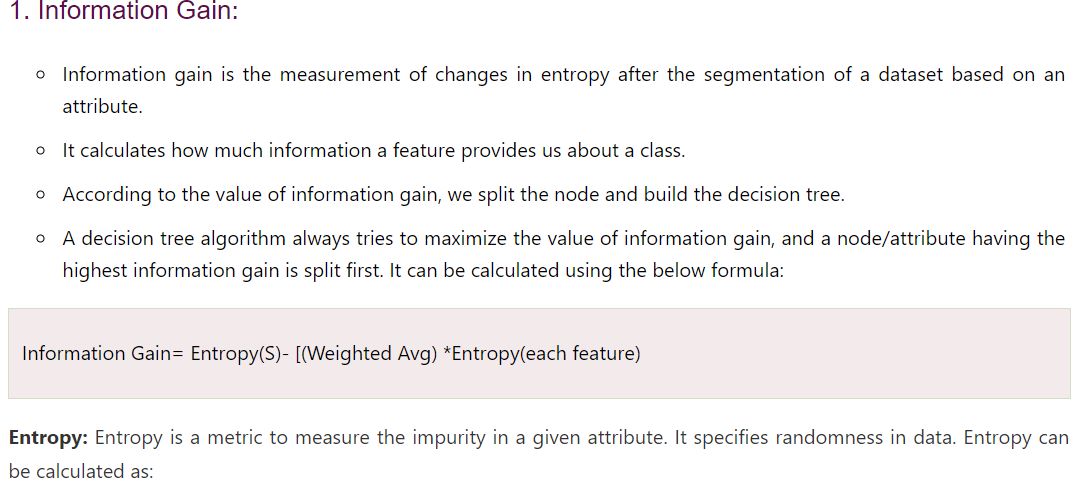 1. Information Gain:
○ Information gain is the measurement of changes in entropy after the segmentation of a dataset based on an
attribute.
○ It calculates how much information a feature provides us about a class.
○ According to the value of information gain, we split the node and build the decision tree.
○ A decision tree algorithm always tries to maximize the value of information gain, and a node/attribute having the
highest information gain is split first. It can be calculated using the below formula:
Information Gain= Entropy(S)- [(Weighted Avg) *Entropy(each feature)
Entropy: Entropy is a metric to measure the impurity in a given attribute. It specifies randomness in data. Entropy can
be calculated as: